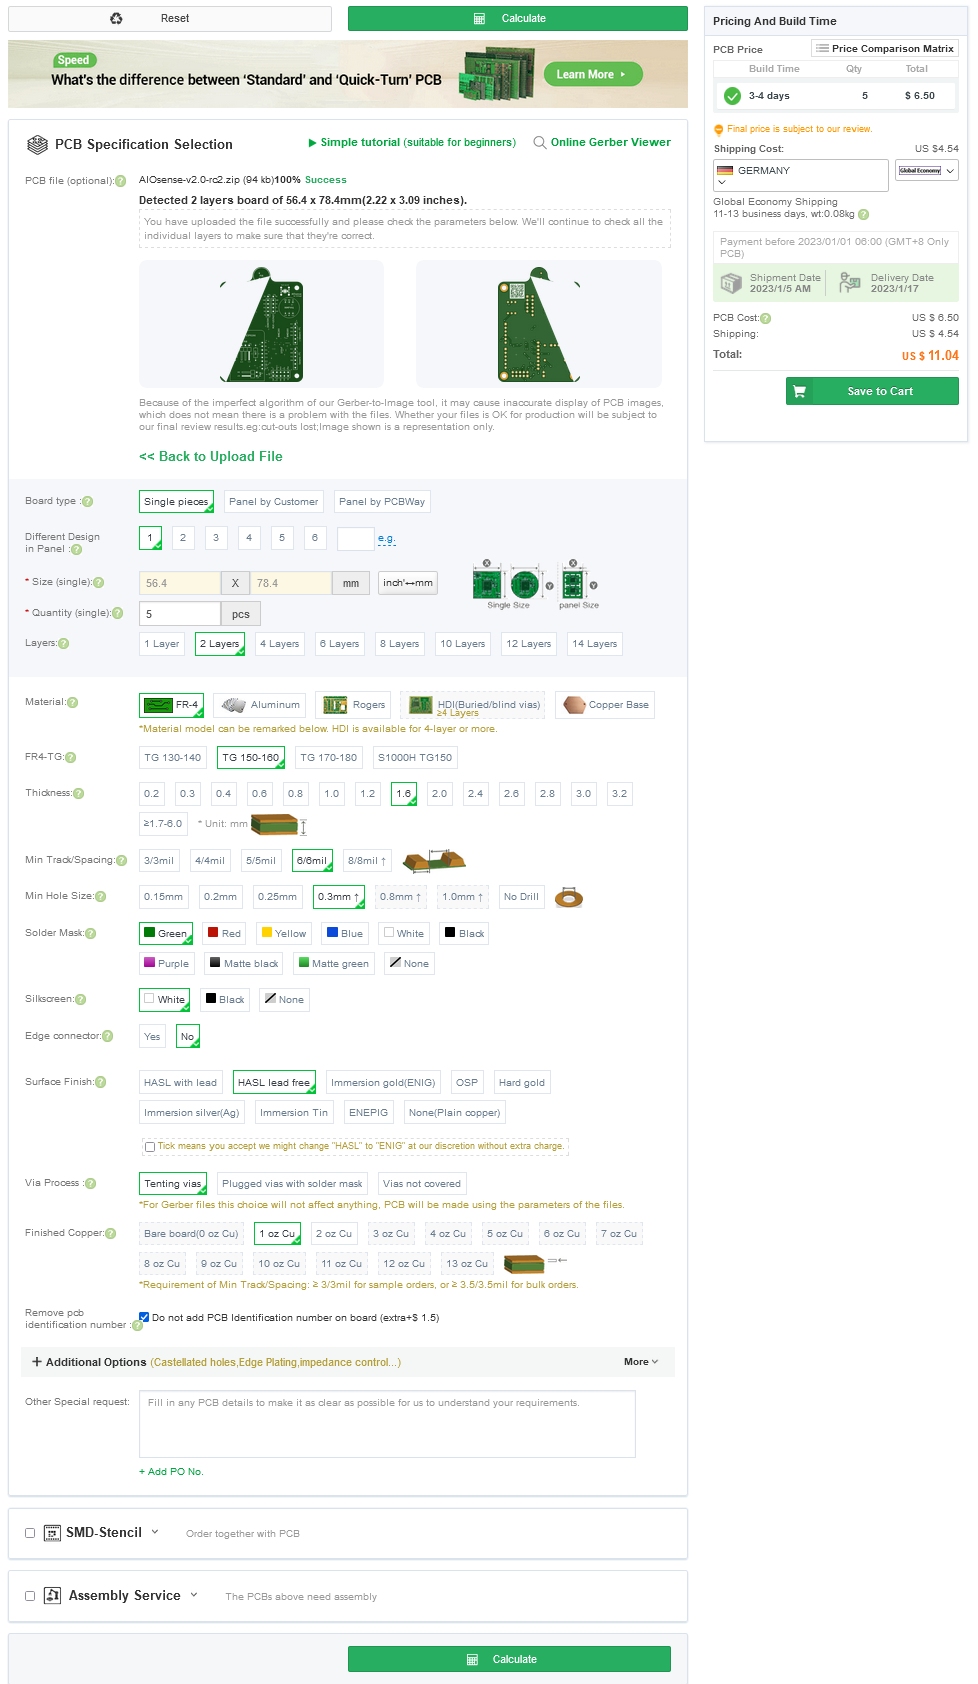 Reset
Calculate
Speed
What's the difference between 'Standard' and 'Quick-Turn' PCB
Learn More
PCB Specification Selection
Simple tutorial (suitable for beginners)
Online Gerber Viewer
PCB file (optional):
AIOsense-v2.0-rc2.zip (94 kb)100% Success
Detected 2 layers board of 56.4 x 78.4mm(2.22 x 3.09 inches).
You have uploaded the file successfully and please check the parameters below. We'll continue to check all the
individual layers to make sure that they're correct.
Because of the imperfect algorithm of our Gerber-to-Image tool, it may cause inaccurate display of PCB images,
which does not mean there is a problem with the files. Whether your files is OK for production will be subject to
our final review results.eg:cut-outs lost;Image shown is a representation only.
<< Back to Upload File
Board type :
Single pieces
Panel by Customer
Panel by PCBWay
Different Design
in Panel :
1 2 3 4 5 6 e.g.
* Size (single):
56.4 X 78.4 mm inch↔mm
X X
Y Y
Single Size
panel Size
* Quantity (single):
5 pcs
Layers:
1 Layer 2 Layers 4 Layers 6 Layers 8 Layers 10 Layers 12 Layers 14 Layers
Material:
FR-4 Aluminum Rogers HDI(Buried/blind vias) Copper Base
≥4 Layers
*Material model can be remarked below. HDI is available for 4-layer or more.
FR4-TG:
TG 130-140 TG 150-160 TG 170-180 S1000H TG150
Thickness:
0.2 0.3 0.4 0.6 0.8 1.0 1.2 1.6 2.0 2.4 2.6 2.8 3.0 3.2
≥1.7-6.0 * Unit: mm
Min Track/Spacing:
3/3mil 4/4mil 5/5mil 6/6mil 8/8mil ↑
Min Hole Size:
0.15mm 0.2mm 0.25mm 0.3mm ↑ 0.8mm ↑ 1.0mm ↑ No Drill
Solder Mask:
Green Red Yellow Blue White Black
Purple Matte black Matte green None
Silkscreen:
White Black None
Edge connector:
Yes No
Surface Finish:
HASL with lead HASL lead free Immersion gold(ENIG) OSP Hard gold
Immersion silver(Ag) Immersion Tin ENEPIG None(Plain copper)
Tick means you accept we might change "HASL" to "ENIG" at our discretion without extra charge.
Via Process :
Tenting vias Plugged vias with solder mask Vias not covered
*For Gerber files this choice will not affect anything, PCB will be made using the parameters of the files.
Finished Copper:
Bare board(0 oz Cu) 1 oz Cu 2 oz Cu 3 oz Cu 4 oz Cu 5 oz Cu 6 oz Cu 7 oz Cu
8 oz Cu 9 oz Cu 10 oz Cu 11 oz Cu 12 oz Cu 13 oz Cu
*Requirement of Min Track/Spacing: ≥ 3/3mil for sample orders, or ≥ 3.5/3.5mil for bulk orders.
Remove pcb
identification number :
Do not add PCB Identification number on board (extra+$ 1.5)
+ Additional Options (Castellated holes,Edge Plating,impedance control...)
More
Other Special request:
Fill in any PCB details to make it as clear as possible for us to understand your requirements.
+ Add PO No.
SMD-Stencil
Order together with PCB
Assembly Service
The PCBs above need assembly
Calculate
Pricing And Build Time
PCB Price
Price Comparison Matrix
Build Time Qty Total
3-4 days 5 $ 6.50
Final price is subject to our review.
Shipping Cost: US $4.54
GERMANY
Global Economy
Global Economy Shipping
11-13 business days, wt:0.08kg
Payment before 2023/01/01 06:00 (GMT+8 Only
PCB)
Shipment Date
2023/1/5 AM
Delivery Date
2023/1/17
PCB Cost: US $ 6.50
Shipping: US $ 4.54
Total: US $ 11.04
Save to Cart